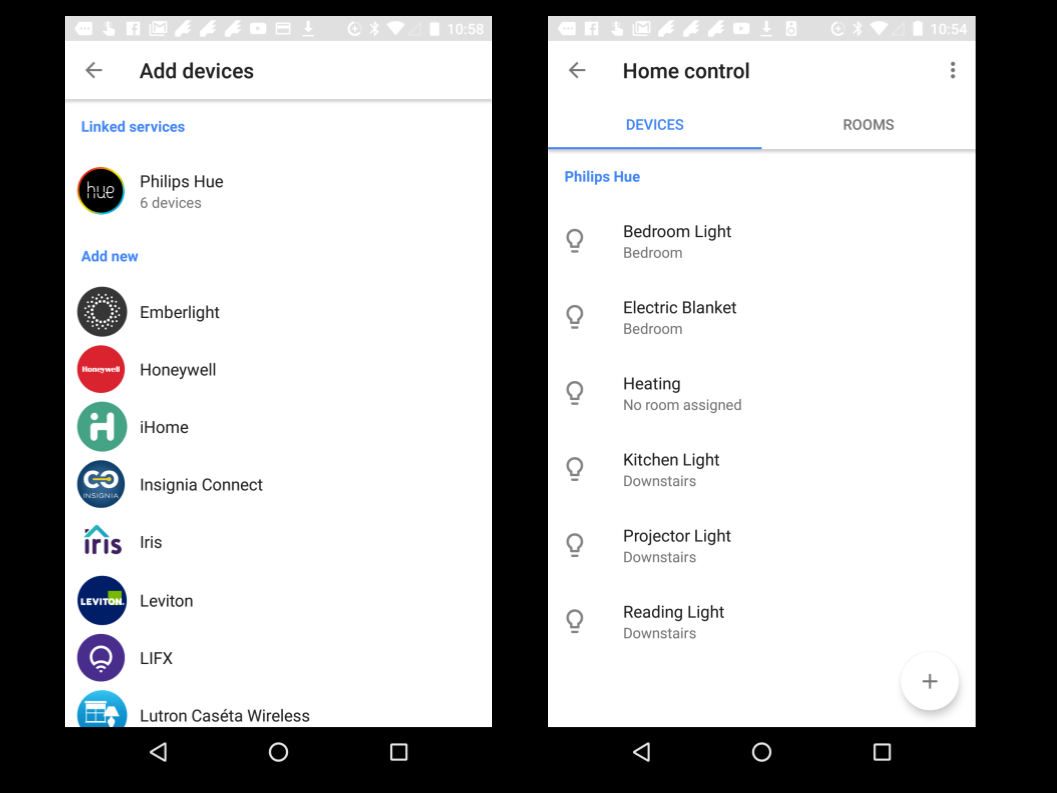 10:58
Add devices
Linked services
hue
Philips Hue
6 devices
Add new
Emberlight
Honeywell
Honeywell
iHome
INSIGNIA
Insignia Connect
iris
Iris
LEVITON
Leviton
LIFX
Lutron Caséta Wireless
10:54
Home control
DEVICES
ROOMS
Philips Hue
Bedroom Light
Bedroom
Electric Blanket
Bedroom
Heating
No room assigned
Kitchen Light
Downstairs
Projector Light
Downstairs
Reading Light
Downstairs